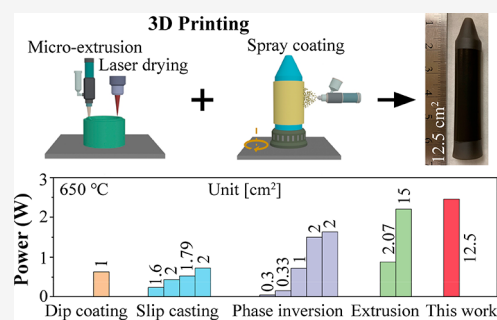 3D Printing
Micro-extrusion
Laser drying
Spray coating
12.5 cm²
650 °C
Unit [cm²]
Power (W)
3
2
1
0
1
1.6
2
1.79
2
0.3
0.33
1
2
2
2.07
15
12.5
Dip coating
Slip casting
Phase inversion
Extrusion
This work